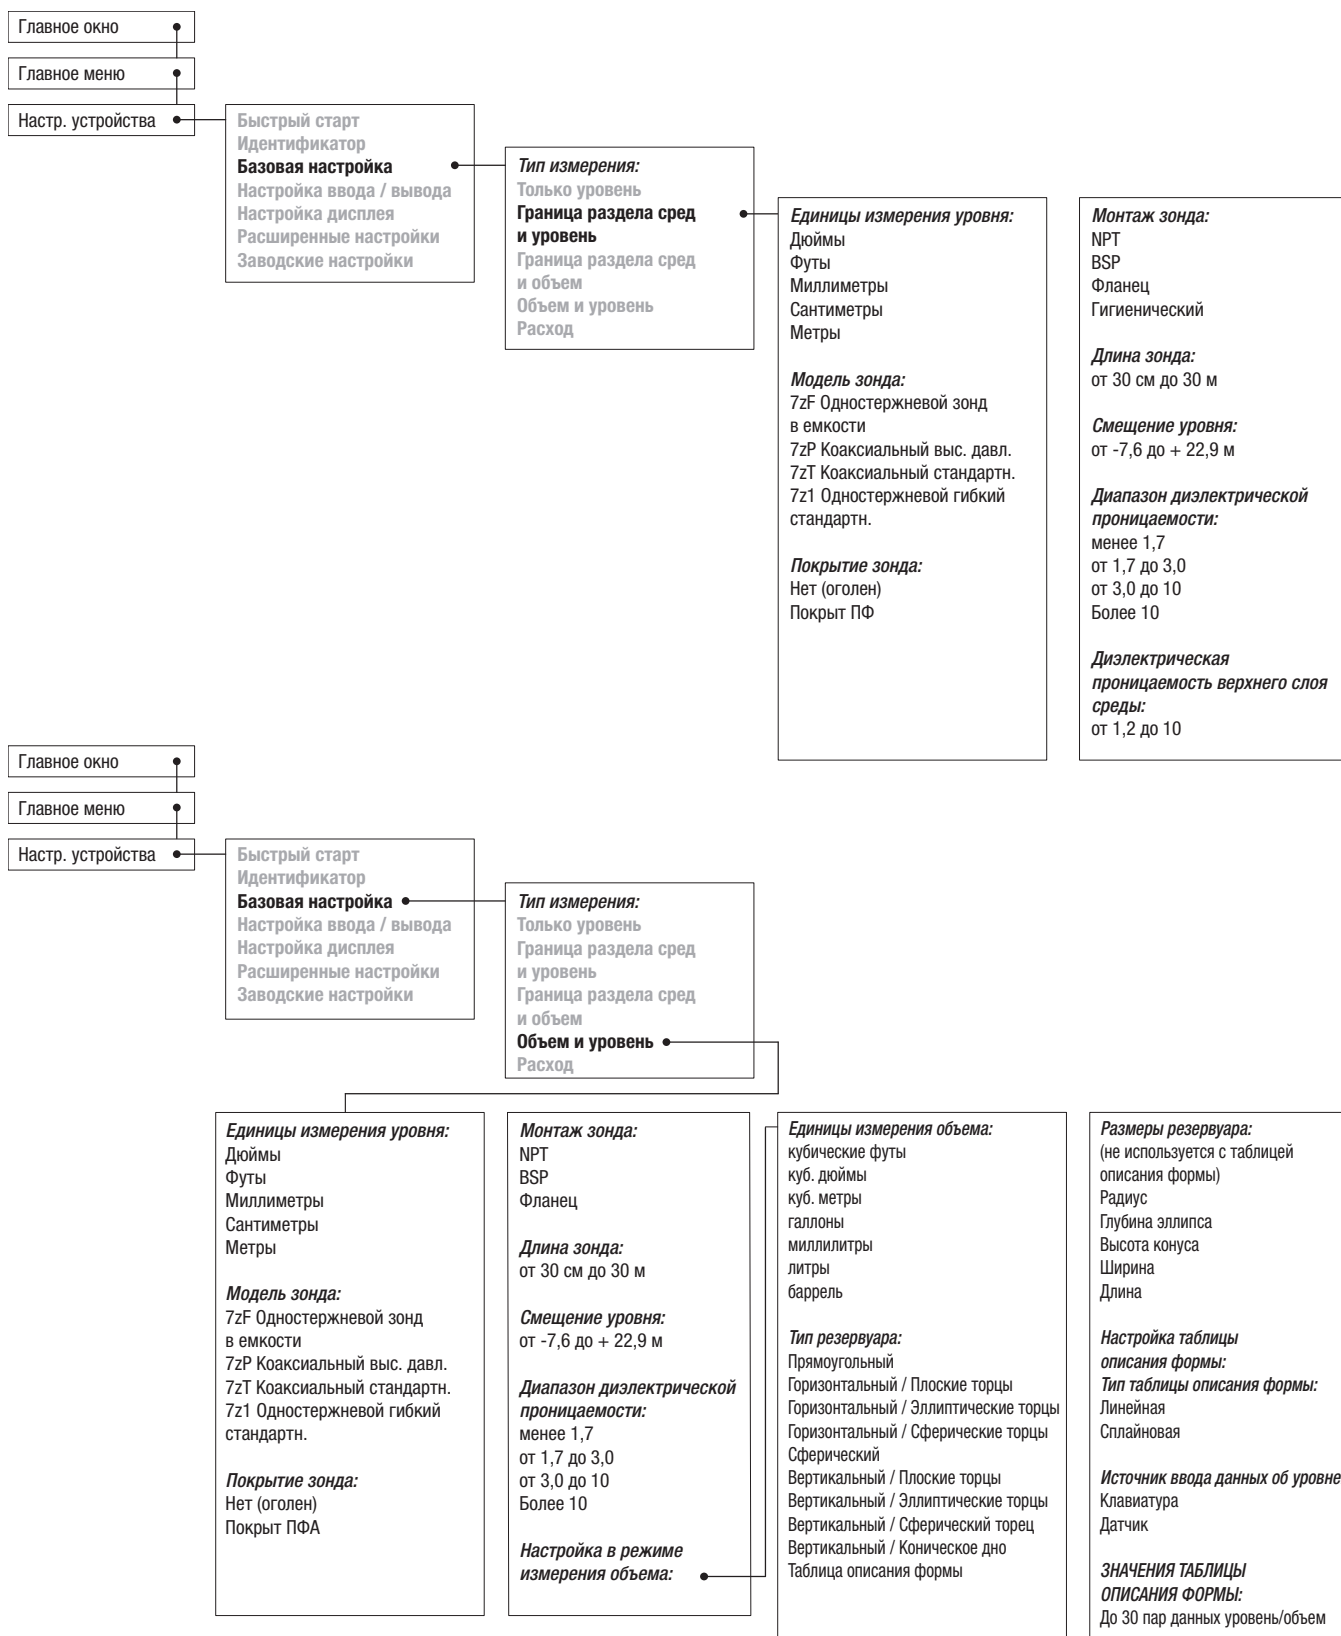 Главное окно
Главное меню
Настр. устройства
Быстрый старт
Идентификатор
Базовая настройка
Настройка ввода / вывода
Настройка дисплея
Расширенные настройки
Заводские настройки
Тип измерения:
Только уровень
Граница раздела сред
и уровень
Граница раздела сред
и объем
Объем и уровень
Расход
Единицы измерения уровня:
Дюймы
Футы
Миллиметры
Сантиметры
Метры
Модель зонда:
7zF Одностержневой зонд
в емкости
7zP Коаксиальный выс. давл.
7zT Коаксиальный стандартн.
7z1 Одностержневой гибкий
стандартн.
Покрытие зонда:
Нет (оголен)
Покрыт ПФ
Монтаж зонда:
NPT
BSP
Фланец
Гигиенический
Длина зонда:
от 30 см до 30 м
Смещение уровня:
от -7,6 до + 22,9 м
Диапазон диэлектрической
проницаемости:
менее 1,7
от 1,7 до 3,0
от 3,0 до 10
Более 10
Диэлектрическая
проницаемость верхнего слоя
среды:
от 1,2 до 10
Главное окно
Главное меню
Настр. устройства
Быстрый старт
Идентификатор
Базовая настройка
Настройка ввода / вывода
Настройка дисплея
Расширенные настройки
Заводские настройки
Тип измерения:
Только уровень
Граница раздела сред
и уровень
Граница раздела сред
и объем
Объем и уровень
Расход
Единицы измерения уровня:
Дюймы
Футы
Миллиметры
Сантиметры
Метры
Модель зонда:
7zF Одностержневой зонд
в емкости
7zP Коаксиальный выс. давл.
7zT Коаксиальный стандартн.
7z1 Одностержневой гибкий
стандартн.
Покрытие зонда:
Нет (оголен)
Покрыт ПФА
Монтаж зонда:
NPT
BSP
Фланец
Длина зонда:
от 30 см до 30 м
Смещение уровня:
от -7,6 до + 22,9 м
Диапазон диэлектрической
проницаемости:
менее 1,7
от 1,7 до 3,0
от 3,0 до 10
Более 10
Настройка в режиме
измерения объема:
Единицы измерения объема:
кубические футы
куб. дюймы
куб. метры
галлоны
миллилитры
литры
баррель
Тип резервуара:
Прямоугольный
Горизонтальный / Плоские торцы
Горизонтальный / Эллиптические торцы
Горизонтальный / Сферические торцы
Сферический
Вертикальный / Плоские торцы
Вертикальный / Эллиптические торцы
Вертикальный / Сферический торец
Вертикальный / Коническое дно
Таблица описания формы
Размеры резервуара:
(не используется с таблицей
описания формы)
Радиус
Глубина эллипса
Высота конуса
Ширина
Длина
Настройка таблицы
описания формы:
Тип таблицы описания формы:
Линейная
Сплайновая
Источник ввода данных об уровне
Клавиатура
Датчик
ЗНАЧЕНИЯ ТАБЛИЦЫ
ОПИСАНИЯ ФОРМЫ:
До 30 пар данных уровень/объем